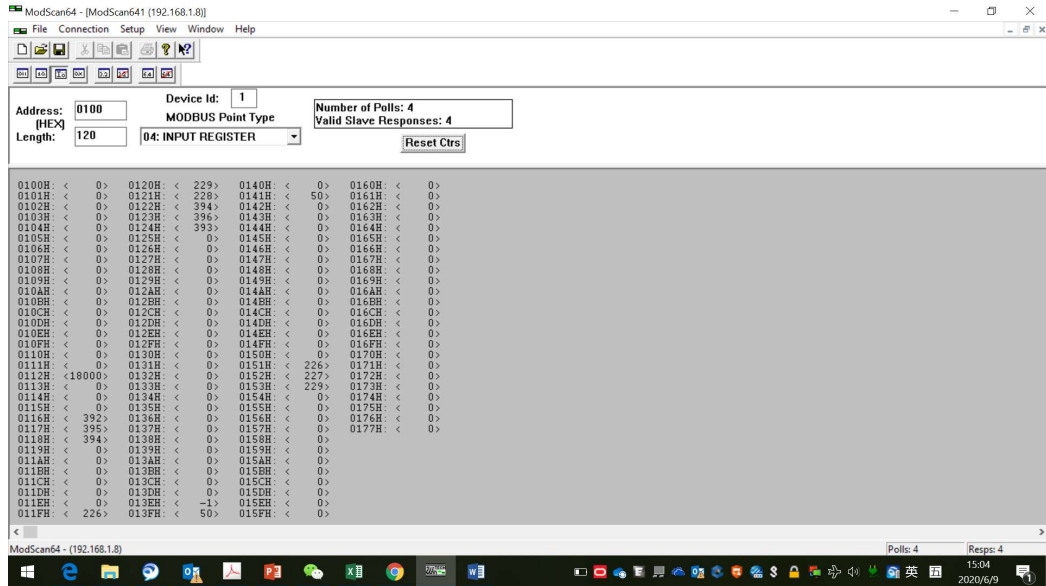 ModScan64 - [ModScan641 (192.168.1.8)]
File Connection Setup View Window Help
Address: 0100 Device Id: 1
(HEX) MODBUS Point Type
Length: 120 04: INPUT REGISTER
Number of Polls: 4
Valid Slave Responses: 4
Reset Ctrs
0100H: < 0> 0120H: < 229> 0140H: < 0> 0160H: < 0>
0101H: < 0> 0121H: < 228> 0141H: < 50> 0161H: < 0>
0102H: < 0> 0122H: < 394> 0142H: < 0> 0162H: < 0>
0103H: < 0> 0123H: < 396> 0143H: < 0> 0163H: < 0>
0104H: < 0> 0124H: < 393> 0144H: < 0> 0164H: < 0>
0105H: < 0> 0125H: < 0> 0145H: < 0> 0165H: < 0>
0106H: < 0> 0126H: < 0> 0146H: < 0> 0166H: < 0>
0107H: < 0> 0127H: < 0> 0147H: < 0> 0167H: < 0>
0108H: < 0> 0128H: < 0> 0148H: < 0> 0168H: < 0>
0109H: < 0> 0129H: < 0> 0149H: < 0> 0169H: < 0>
010AH: < 0> 012AH: < 0> 014AH: < 0> 016AH: < 0>
010BH: < 0> 012BH: < 0> 014BH: < 0> 016BH: < 0>
010CH: < 0> 012CH: < 0> 014CH: < 0> 016CH: < 0>
010DH: < 0> 012DH: < 0> 014DH: < 0> 016DH: < 0>
010EH: < 0> 012EH: < 0> 014EH: < 0> 016EH: < 0>
010FH: < 0> 012FH: < 0> 014FH: < 0> 016FH: < 0>
0110H: < 0> 0130H: < 0> 0150H: < 0> 0170H: < 0>
0111H: < 0> 0131H: < 0> 0151H: < 226> 0171H: < 0>
0112H: <18000> 0132H: < 0> 0152H: < 227> 0172H: < 0>
0113H: < 0> 0133H: < 0> 0153H: < 229> 0173H: < 0>
0114H: < 0> 0134H: < 0> 0154H: < 0> 0174H: < 0>
0115H: < 0> 0135H: < 0> 0155H: < 0> 0175H: < 0>
0116H: < 392> 0136H: < 0> 0156H: < 0> 0176H: < 0>
0117H: < 395> 0137H: < 0> 0157H: < 0> 0177H: < 0>
0118H: < 394> 0138H: < 0> 0158H: < 0>
0119H: < 0> 0139H: < 0> 0159H: < 0>
011AH: < 0> 013AH: < 0> 015AH: < 0>
011BH: < 0> 013BH: < 0> 015BH: < 0>
011CH: < 0> 013CH: < 0> 015CH: < 0>
011DH: < 0> 013DH: < 0> 015DH: < 0>
011EH: < 0> 013EH: < -1> 015EH: < 0>
011FH: < 226> 013FH: < 50> 015FH: < 0>
ModScan64 - (192.168.1.8) Polls: 4 Resps: 4
英 五 15:04
2020/6/9